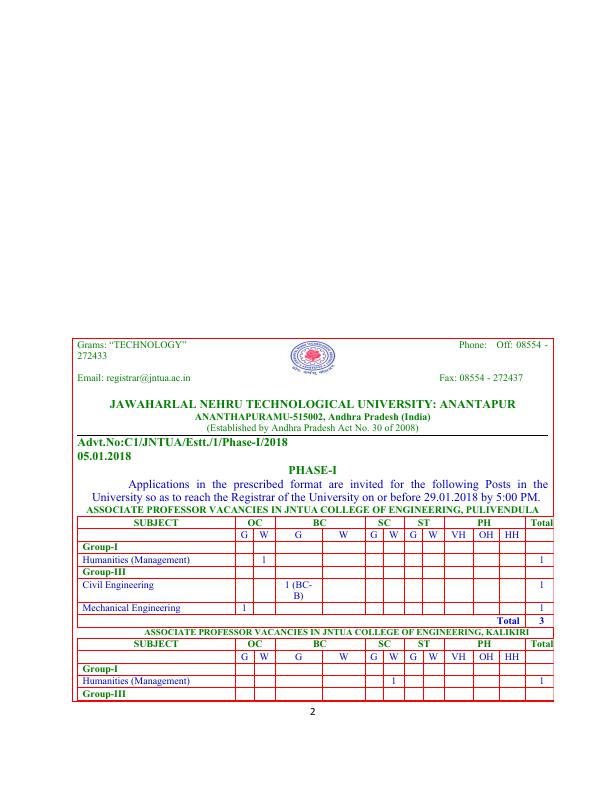 Grams: “TECHNOLOGY” Phone: Off: 08554 -
272433
Email: registrar@jntua.ac.in Fax: 08554 - 272437
JAWAHARLAL NEHRU TECHNOLOGICAL UNIVERSITY: ANANTAPUR
ANANTHAPURAMU-515002, Andhra Pradesh (India)
(Established by Andhra Pradesh Act No. 30 of 2008)
Advt.No:C1/JNTUA/Estt./1/Phase-I/2018
05.01.2018
PHASE-I
Applications in the prescribed format are invited for the following Posts in the
University so as to reach the Registrar of the University on or before 29.01.2018 by 5:00 PM.
ASSOCIATE PROFESSOR VACANCIES IN JNTUA COLLEGE OF ENGINEERING, PULIVENDULA
SUBJECT OC BC SC ST PH Total
G W G W G W G W VH OH HH
Group-I
Humanities (Management) 1 1
Group-III
Civil Engineering 1 (BC- 1
B)
Mechanical Engineering 1 1
Total 3
ASSOCIATE PROFESSOR VACANCIES IN JNTUA COLLEGE OF ENGINEERING, KALIKIRI
SUBJECT OC BC SC ST PH Total
G W G W G W G W VH OH HH
Group-I
Humanities (Management) 1 1
Group-III
2